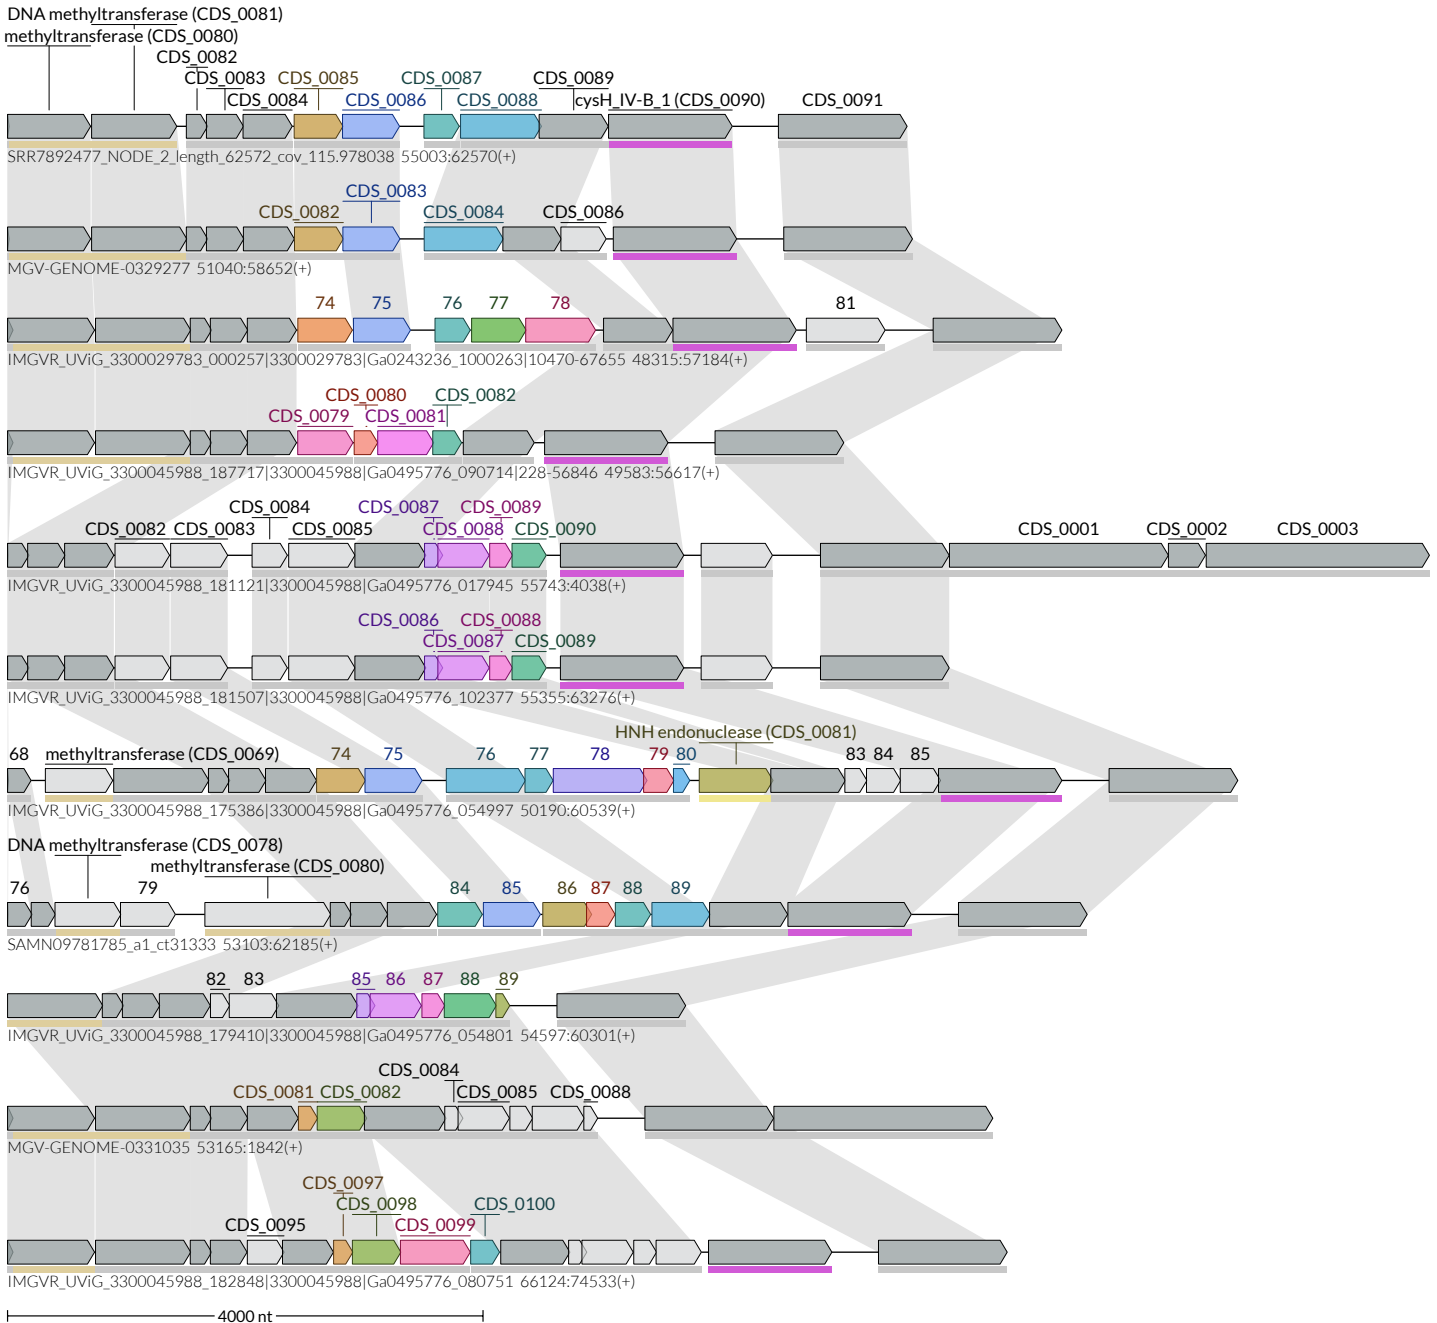 DNA methyltransferase (CDS_0081)
methyltransferase (CDS_0080)
CDS_0082
CDS_0083 CDS_0085 CDS_0087 CDS_0089
CDS_0084 CDS_0086 CDS_0088 cysH_IV-B_1 (CDS_0090) CDS_0091
SRR7892477_NODE_2_length_62572_cov_115.978038 55003:62570(+)
CDS_0083
CDS_0082 CDS_0084 CDS_0086
MGV-GENOME-0329277 51040:58652(+)
74 75 76 77 78 81
IMGVR_UViG_3300029783_000257|3300029783|Ga0243236_1000263|10470-67655 48315:57184(+)
CDS_0080 CDS_0082
CDS_0079 CDS_0081
IMGVR_UViG_3300045988_187717|3300045988|Ga0495776_090714|228-56846 49583:56617(+)
CDS_0084 CDS_0087 CDS_0089
CDS_0082 CDS_0083 CDS_0085 CDS_0088 CDS_0090 CDS_0001 CDS_0002 CDS_0003
IMGVR_UViG_3300045988_181121|3300045988|Ga0495776_017945 55743:4038(+)
CDS_0086 CDS_0088
CDS_0087 CDS_0089
IMGVR_UViG_3300045988_181507|3300045988|Ga0495776_102377 55355:63276(+)
HNH endonuclease (CDS_0081)
68 methyltransferase (CDS_0069) 74 75 76 77 78 79 80 83 84 85
IMGVR_UViG_3300045988_175386|3300045988|Ga0495776_054997 50190:60539(+)
DNA methyltransferase (CDS_0078)
methyltransferase (CDS_0080)
76 79 84 85 86 87 88 89
SAMN09781785_a1_ct31333 53103:62185(+)
82 83 85 86 87 88 89
IMGVR_UViG_3300045988_179410|3300045988|Ga0495776_054801 54597:60301(+)
CDS_0084
CDS_0081 CDS_0082 CDS_0085 CDS_0088
MGV-GENOME-0331035 53165:1842(+)
CDS_0097
CDS_0098 CDS_0100
CDS_0095 CDS_0099
IMGVR_UViG_3300045988_182848|3300045988|Ga0495776_080751 66124:74533(+)
4000 nt